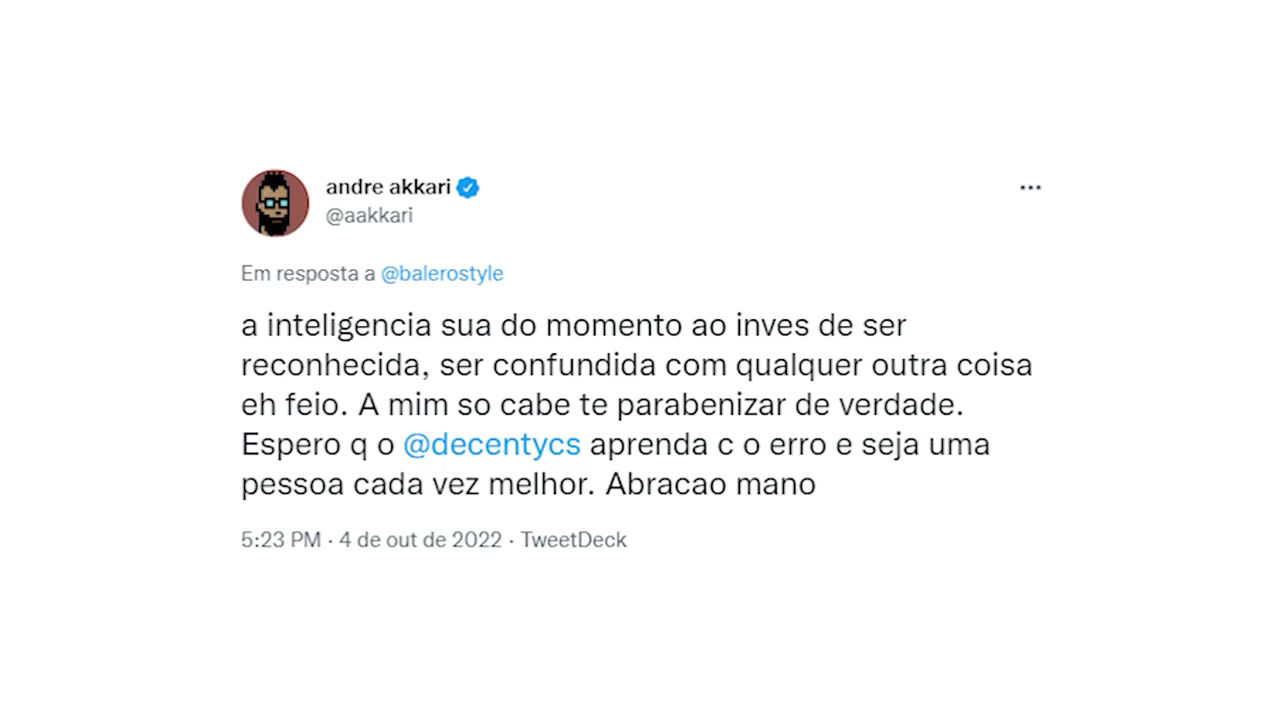 andre akkari
@aakkari
Em resposta a @balerostyle
a inteligencia sua do momento ao inves de ser
reconhecida, ser confundida com qualquer outra coisa
eh feio. A mim so cabe te parabenizar de verdade.
Espero q o @decentycs aprenda c o erro e seja uma
pessoa cada vez melhor. Abracao mano
5:23 PM · 4 de out de 2022 · TweetDeck